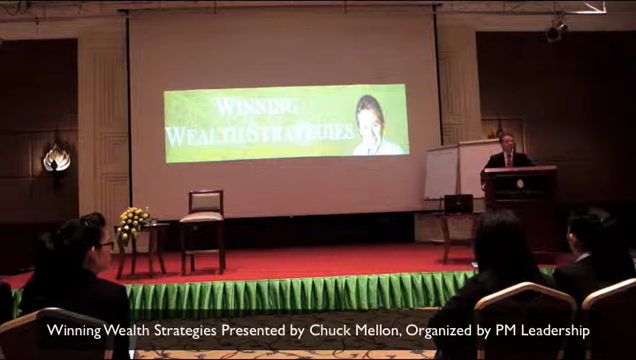 WINNING
WEALTH STRATEGIES
Winning Wealth Strategies Presented by Chuck Mellon, Organized by PM Leadership